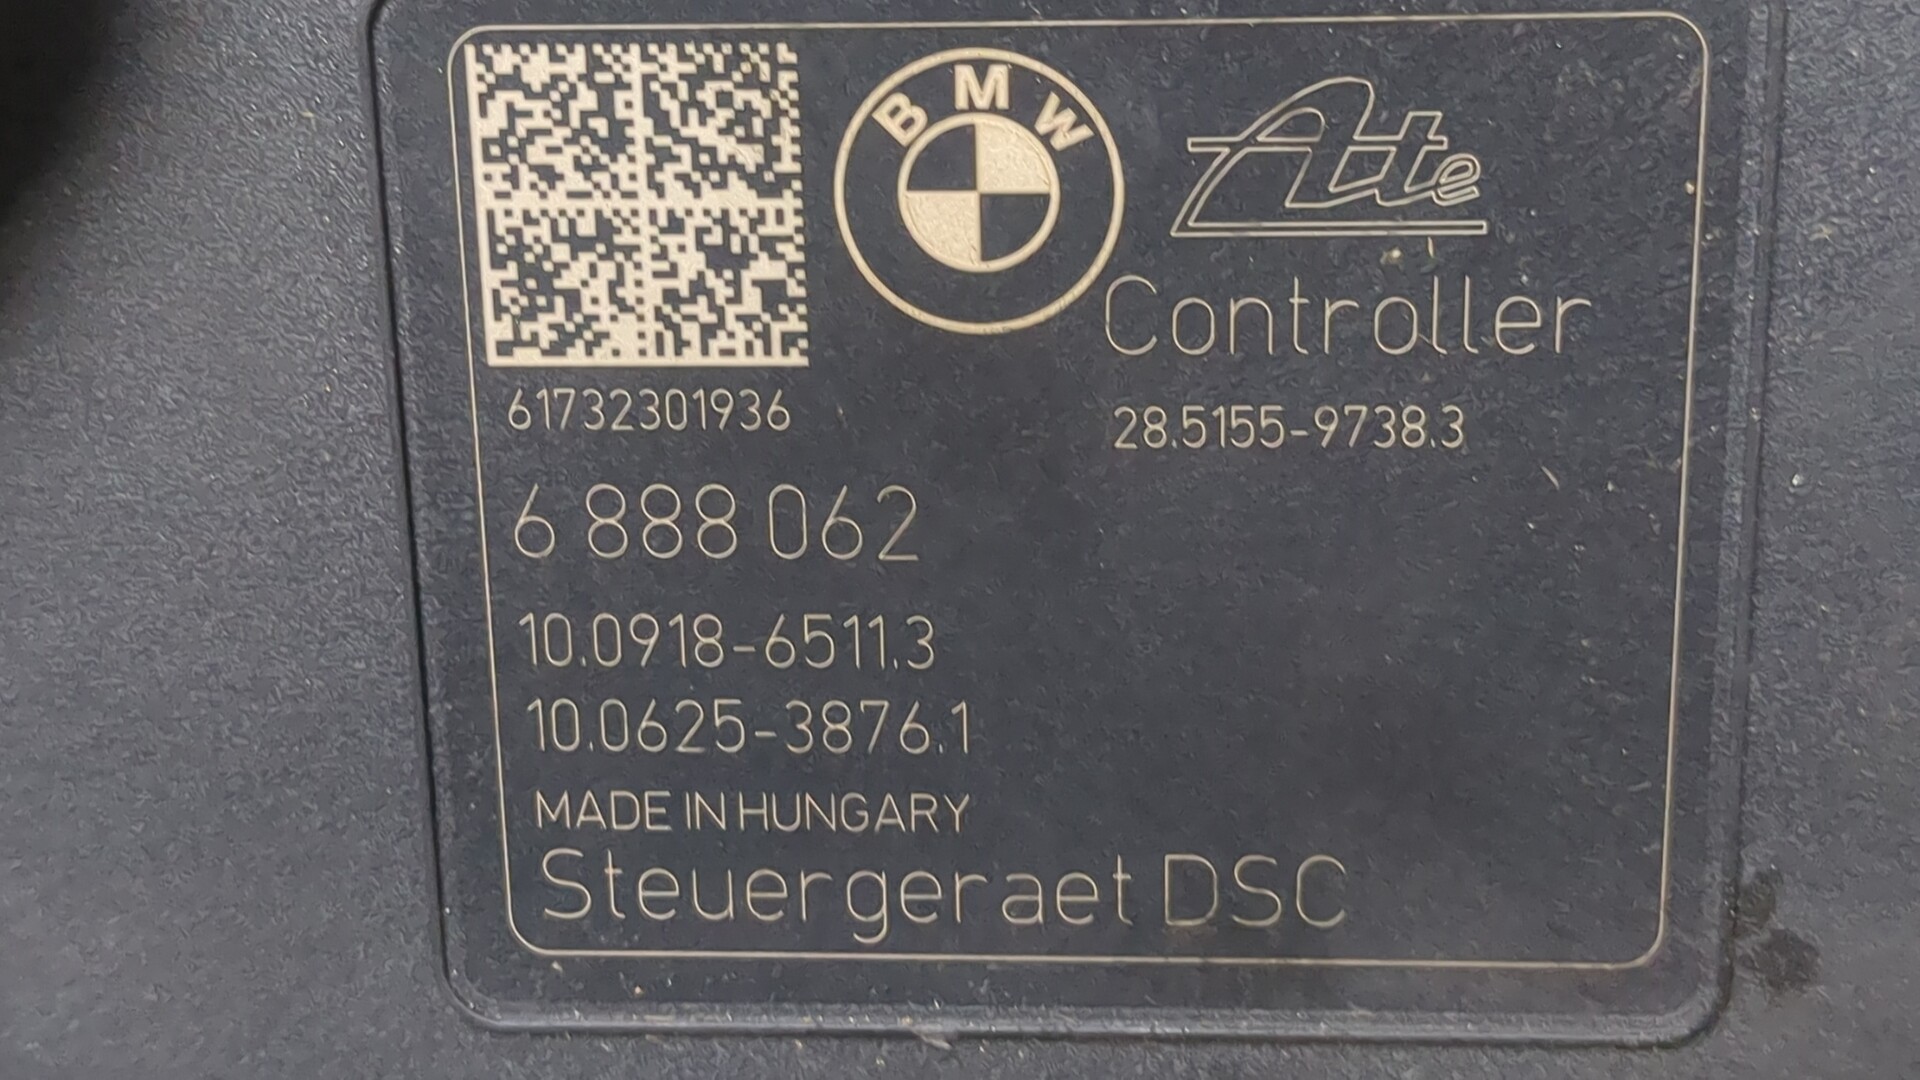 BMW
Ate
Controller
61732301936
28.5155-9738.3
6 888 062
10.0918-6511.3
10.0625-3876.1
MADE IN HUNGARY
Steuergeraet DSC